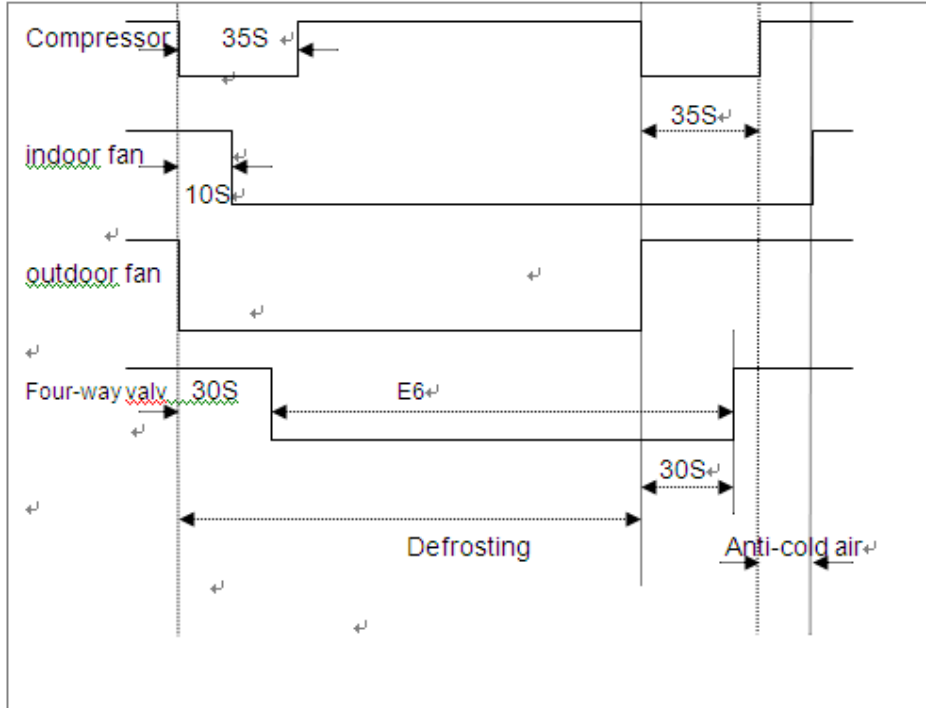 Compressor 35S ↵
↵
35S↵
indoor fan ↵
10S↵
↵
outdoor fan ↵
↵
↵
Four-way valv 30S E6↵
↵
30S↵
↵
Defrosting Anti-cold air↵
↵
↵